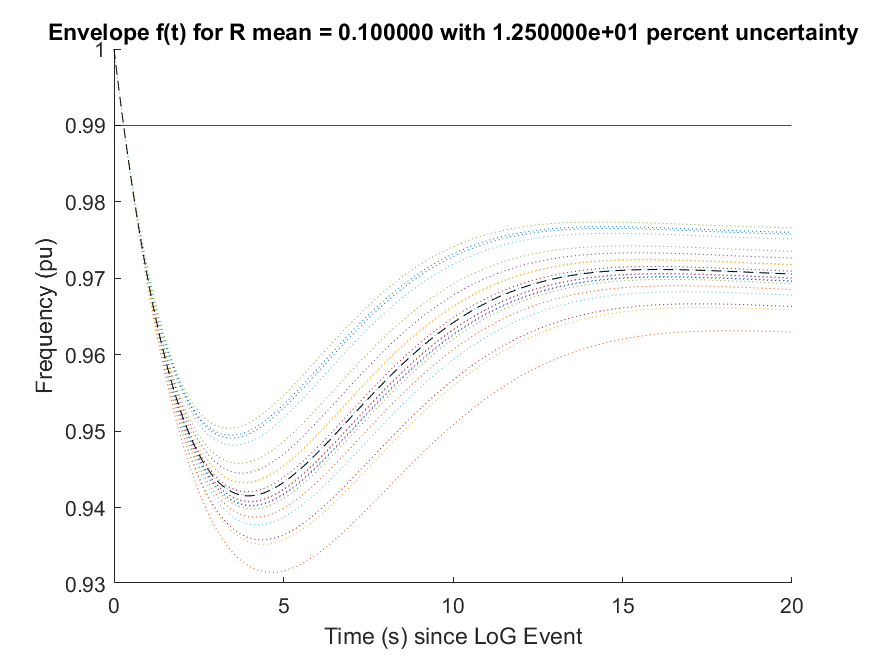 Envelope f(t) for R mean = 0.100000 with 1.250000e+01 percent uncertainty
1
0.99
0.98
0.97
0.96
0.95
0.94
0.93
Frequency (pu)
0 5 10 15 20
Time (s) since LoG Event